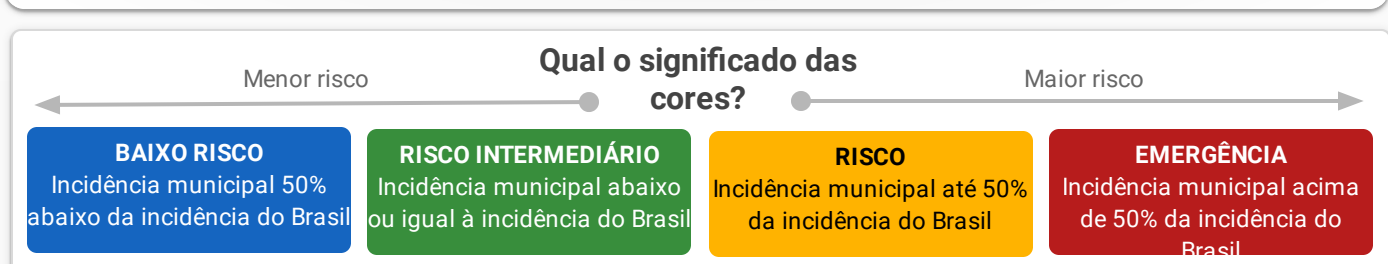 Qual o significado das
cores?
Menor risco
Maior risco
BAIXO RISCO
Incidência municipal 50%
abaixo da incidência do Brasil
RISCO INTERMEDIÁRIO
Incidência municipal abaixo
ou igual à incidência do Brasil
RISCO
Incidência municipal até 50%
da incidência do Brasil
EMERGÊNCIA
Incidência municipal acima
de 50% da incidência do
Brasil